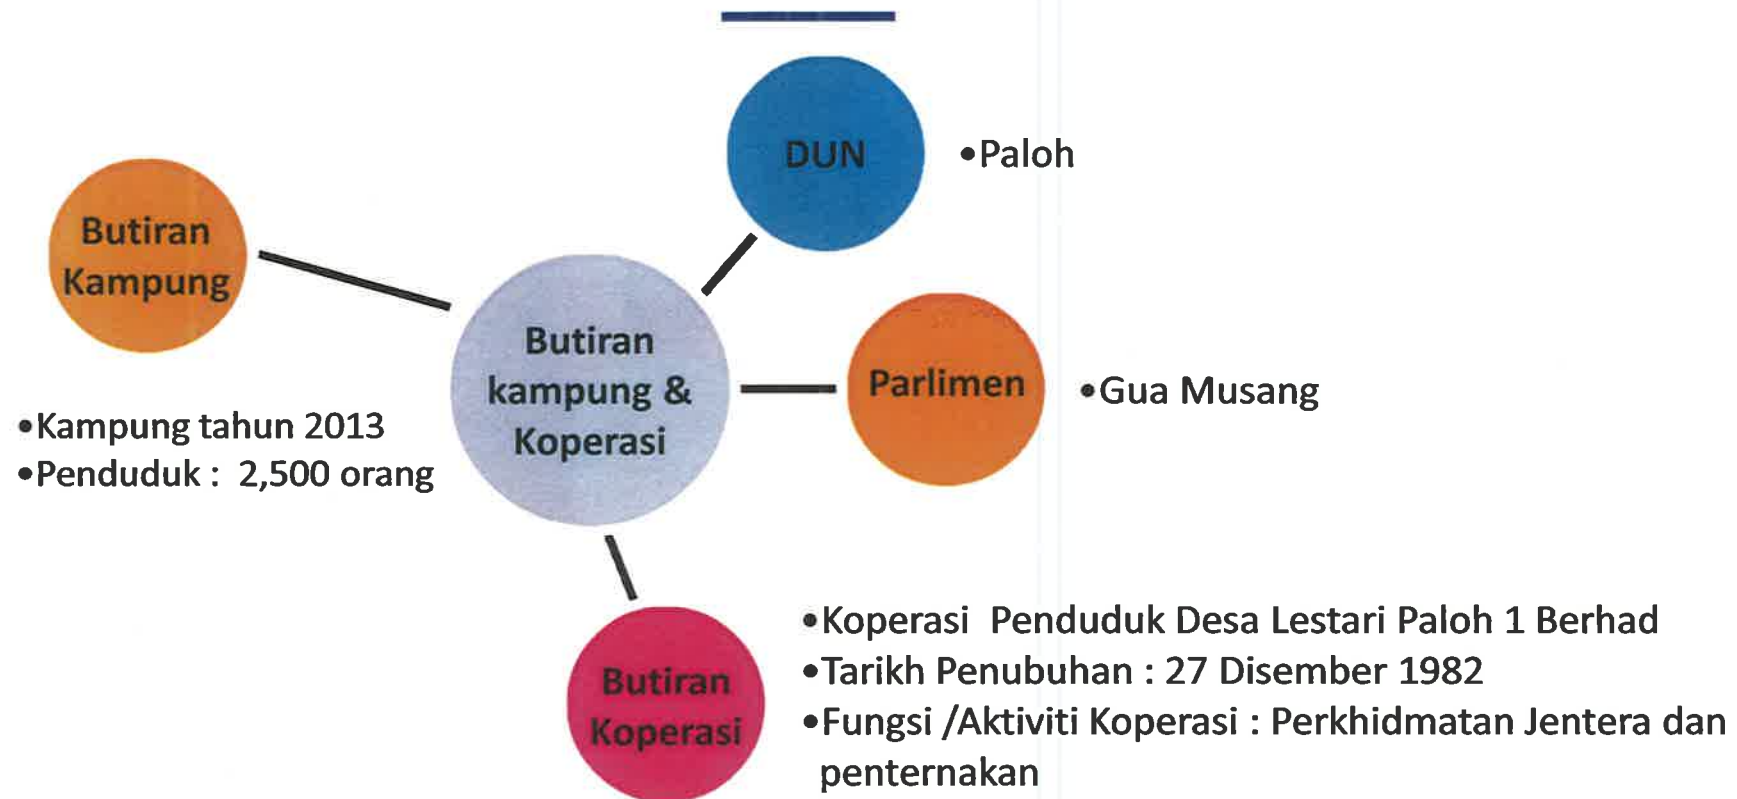 DUN
•Paloh
Butiran
Kampung
•Kampung tahun 2013
•Penduduk : 2,500 orang
Butiran
kampung &
Koperasi
Parlimen
•Gua Musang
Butiran
Koperasi
•Koperasi Penduduk Desa Lestari Paloh 1 Berhad
•Tarikh Penubuhan : 27 Disember 1982
•Fungsi /Aktiviti Koperasi : Perkhidmatan Jentera dan
penternakan